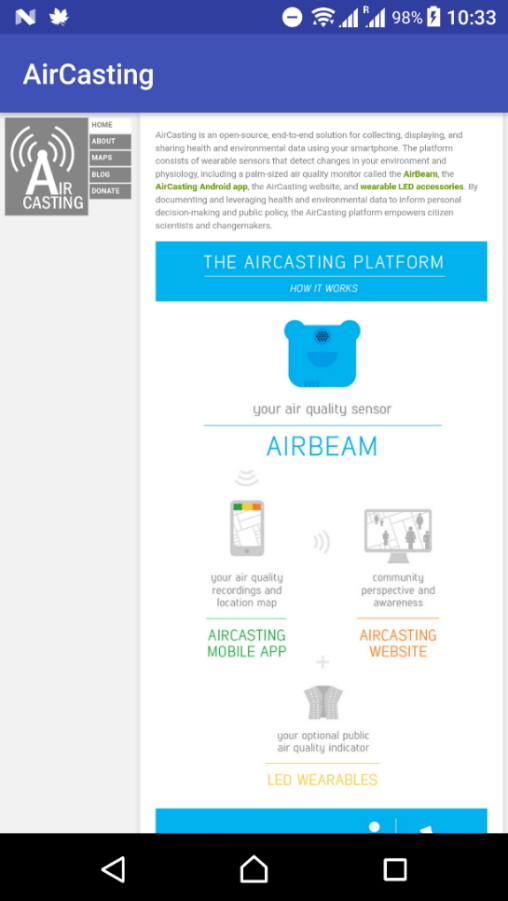 N R 98% 10:33
AirCasting
AIR
CASTING
HOME
ABOUT
MAPS
BLOG
DONATE
AirCasting is an open-source, end-to-end solution for collecting, displaying, and
sharing health and environmental data using your smartphone. The platform
consists of wearable sensors that detect changes in your environment and
physiology, including a palm-sized air quality monitor called the AirBeam, the
AirCasting Android app, the AirCasting website, and wearable LED accessories. By
documenting and leveraging health and environmental data to inform personal
decision-making and public policy, the AirCasting platform empowers citizen
scientists and changemakers.
THE AIRCASTING PLATFORM
HOW IT WORKS
your air quality sensor
AIRBEAM
your air quality
recordings and
location map
AIRCASTING
MOBILE APP
community
perspective and
awareness
AIRCASTING
WEBSITE
+
your optional public
air quality indicator
LED WEARABLES